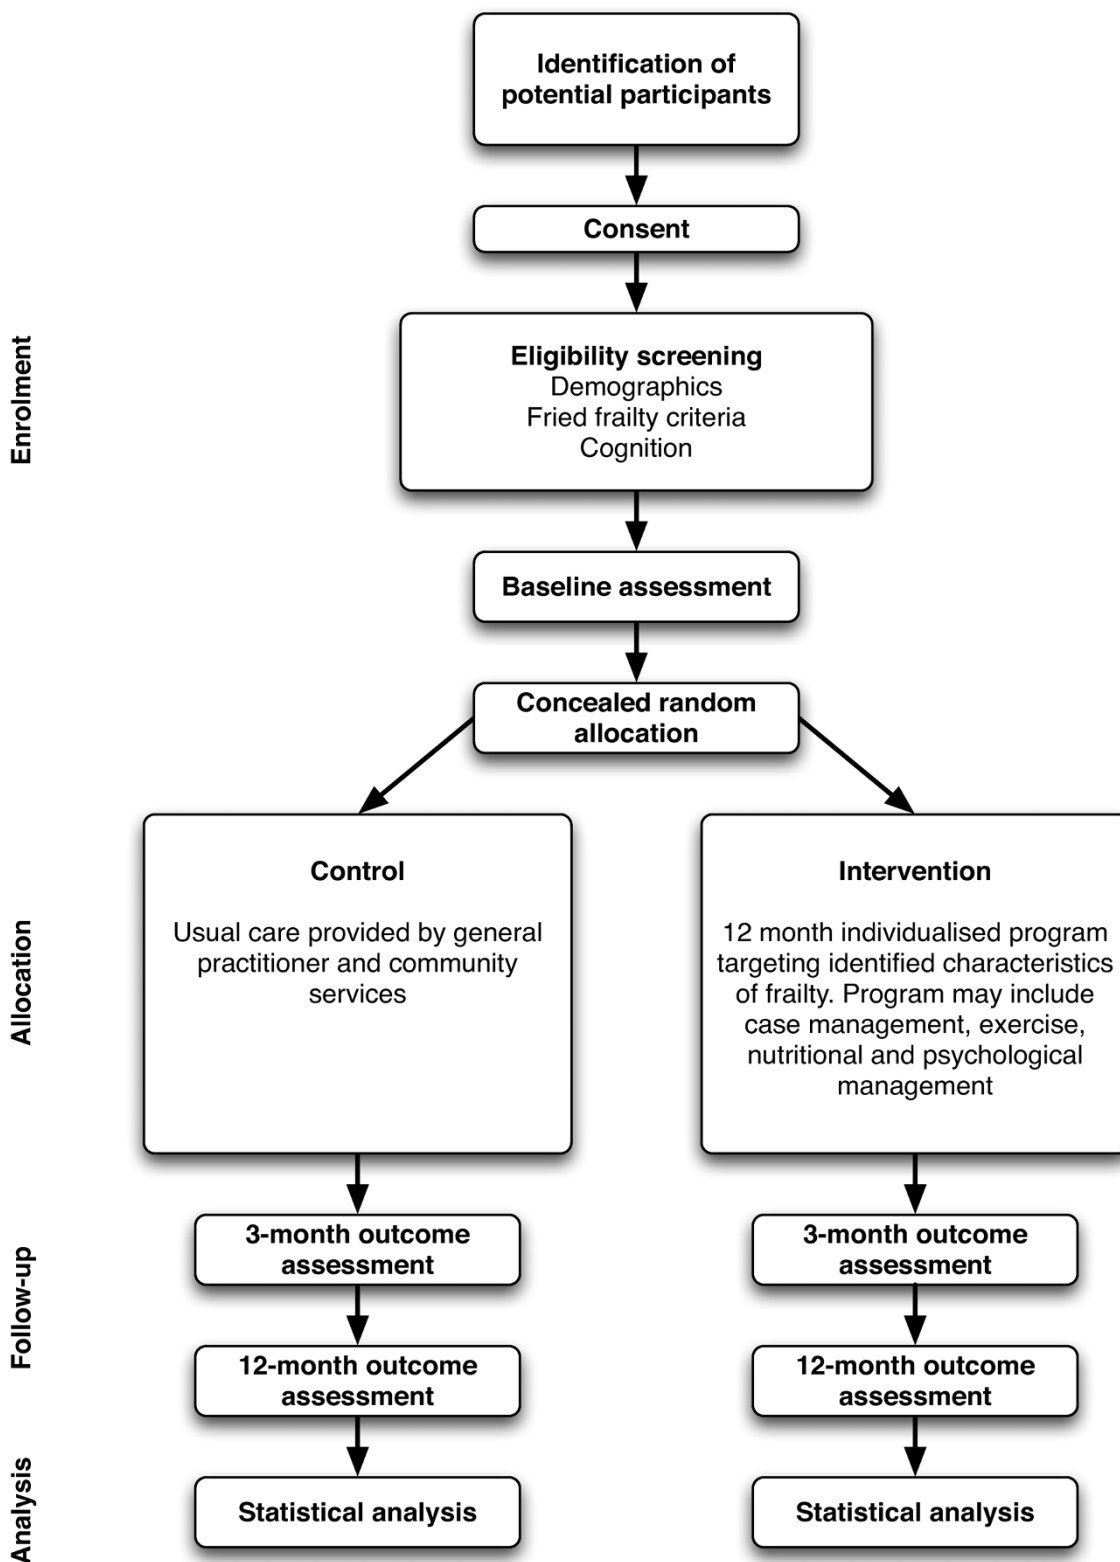 Identification of
potential participants
Consent
Enrolment
Eligibility screening
Demographics
Fried frailty criteria
Cognition
Baseline assessment
Concealed random
allocation
Allocation
Control
Usual care provided by general
practitioner and community
services
Intervention
12 month individualised program
targeting identified characteristics
of frailty. Program may include
case management, exercise,
nutritional and psychological
management
Follow-up
3-month outcome
assessment
3-month outcome
assessment
12-month outcome
assessment
12-month outcome
assessment
Analysis
Statistical analysis
Statistical analysis